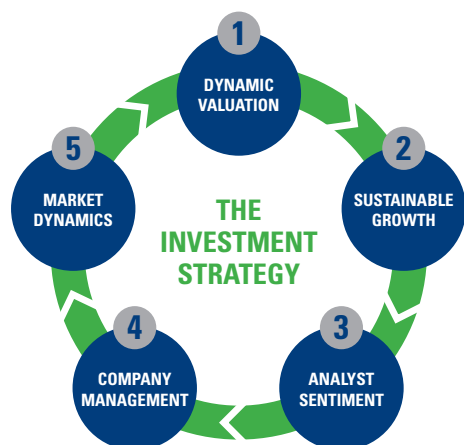 1
DYNAMIC
VALUATION
2
SUSTAINABLE
GROWTH
3
ANALYST
SENTIMENT
4
COMPANY
MANAGEMENT
5
MARKET
DYNAMICS
THE
INVESTMENT
STRATEGY